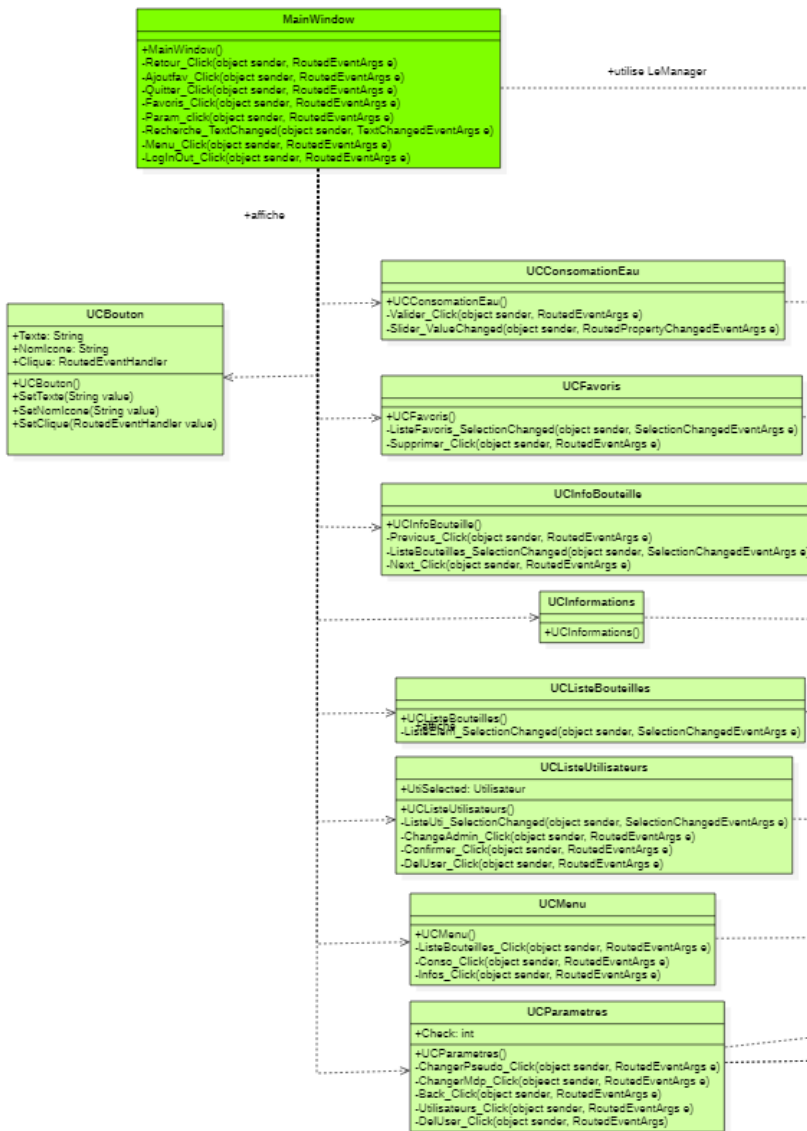 MainWindow
+MainWindow()
-Retour_Click(object sender, RoutedEventArgs e)
-Ajoutfav_Click(object sender, RoutedEventArgs e)
-Quitter_Click(object sender, RoutedEventArgs e)
-Favoris_Click(object sender, RoutedEventArgs e)
-Param_click(object sender, RoutedEventArgs e)
-Recherche_TextChanged(object sender, TextChangedEventArgs e)
-Menu_Click(object sender, RoutedEventArgs e)
-LogInOut_Click(object sender, RoutedEventArgs e)
+utilise LeManager
+affiche
UCConsomationEau
+UCConsomationEau()
-Valider_Click(object sender, RoutedEventArgs e)
-Slider_ValueChanged(object sender, RoutedPropertyChangedEventArgs e)
UCBouton
+Texte: String
+NomIcone: String
+Clique: RoutedEventHandler
+UCBouton()
+SetTexte(String value)
+SetNomIcone(String value)
+SetClique(RoutedEventHandler value)
UCFavoris
+UCFavoris()
-ListeFavoris_SelectionChanged(object sender, SelectionChangedEventArgs e)
-Supprimer_Click(object sender, RoutedEventArgs e)
UCInfoBouteille
+UCInfoBouteille()
-Previous_Click(object sender, RoutedEventArgs e)
-ListeBouteilles_SelectionChanged(object sender, SelectionChangedEventArgs e)
-Next_Click(object sender, RoutedEventArgs e)
UCInformations
+UCInformations()
UCListeBouteilles
+UCListeBouteilles()
+affiche
-ListeElem_SelectionChanged(object sender, SelectionChangedEventArgs e)
UCListeUtilisateurs
+UtiSelected: Utilisateur
+UCListeUtilisateurs()
-ListeUti_SelectionChanged(object sender, SelectionChangedEventArgs e)
-ChangeAdmin_Click(object sender, RoutedEventArgs e)
-Confirmer_Click(object sender, RoutedEventArgs e)
-DelUser_Click(object sender, RoutedEventArgs e)
UCMenu
+UCMenu()
-ListeBouteilles_Click(object sender, RoutedEventArgs e)
-Conso_Click(object sender, RoutedEventArgs e)
-Infos_Click(object sender, RoutedEventArgs e)
UCParametres
+Check: int
+UCParametres()
-ChangerPseudo_Click(object sender, RoutedEventArgs e)
-ChangerMdp_Click(objeect sender, RoutedEventArgs e)
-Back_Click(object sender, RoutedEventArgs e)
-Utilisateurs_Click(object sender, RoutedEventArgs e)
-DelUser_Click(object sender, RoutedEventArgs)